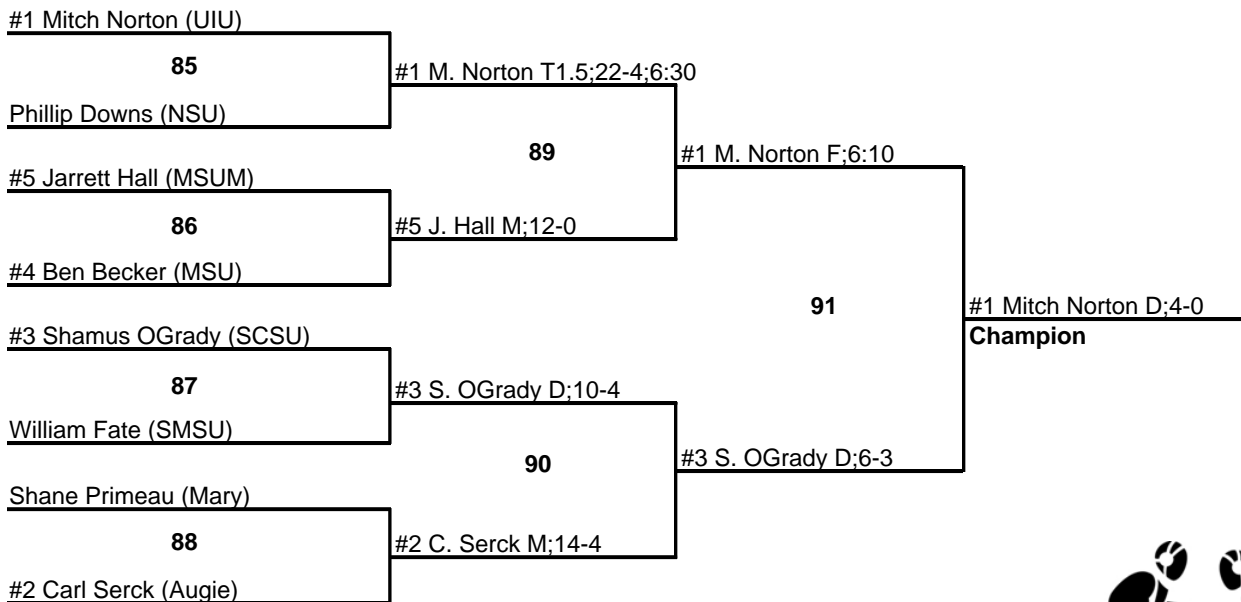 #1 Mitch Norton (UIU)
85
#1 M. Norton T1.5;22-4;6:30
Phillip Downs (NSU)
89
#1 M. Norton F;6:10
#5 Jarrett Hall (MSUM)
86
#5 J. Hall M;12-0
#4 Ben Becker (MSU)
91
#1 Mitch Norton D;4-0
Champion
#3 Shamus OGrady (SCSU)
87
#3 S. OGrady D;10-4
William Fate (SMSU)
90
#3 S. OGrady D;6-3
Shane Primeau (Mary)
88
#2 C. Serck M;14-4
#2 Carl Serck (Augie)